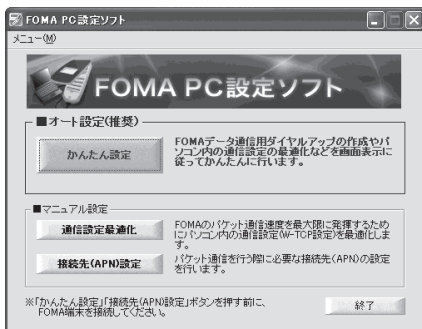 FOMA PC設定ソフト
メニュー(M)
FOMA PC設定ソフト
■オート設定(推奨)
かんたん設定
FOMAデータ通信用ダイヤルアップの作成やパ
ソコン内の通信設定の最適化などを画面表示に
従ってかんたんに行います。
■マニュアル設定
通信設定最適化
FOMAのパケット通信速度を最大限に発揮するため
にパソコン内の通信設定(W-TCP設定)を最適化しま
す。
接続先(APN)設定
パケット通信を行う際に必要な接続先(APN)の設定
を行います。
※「かんたん設定」「接続先(APN)
設定」ボタンを押す前に、
FOMA端末を接続してください。
終了